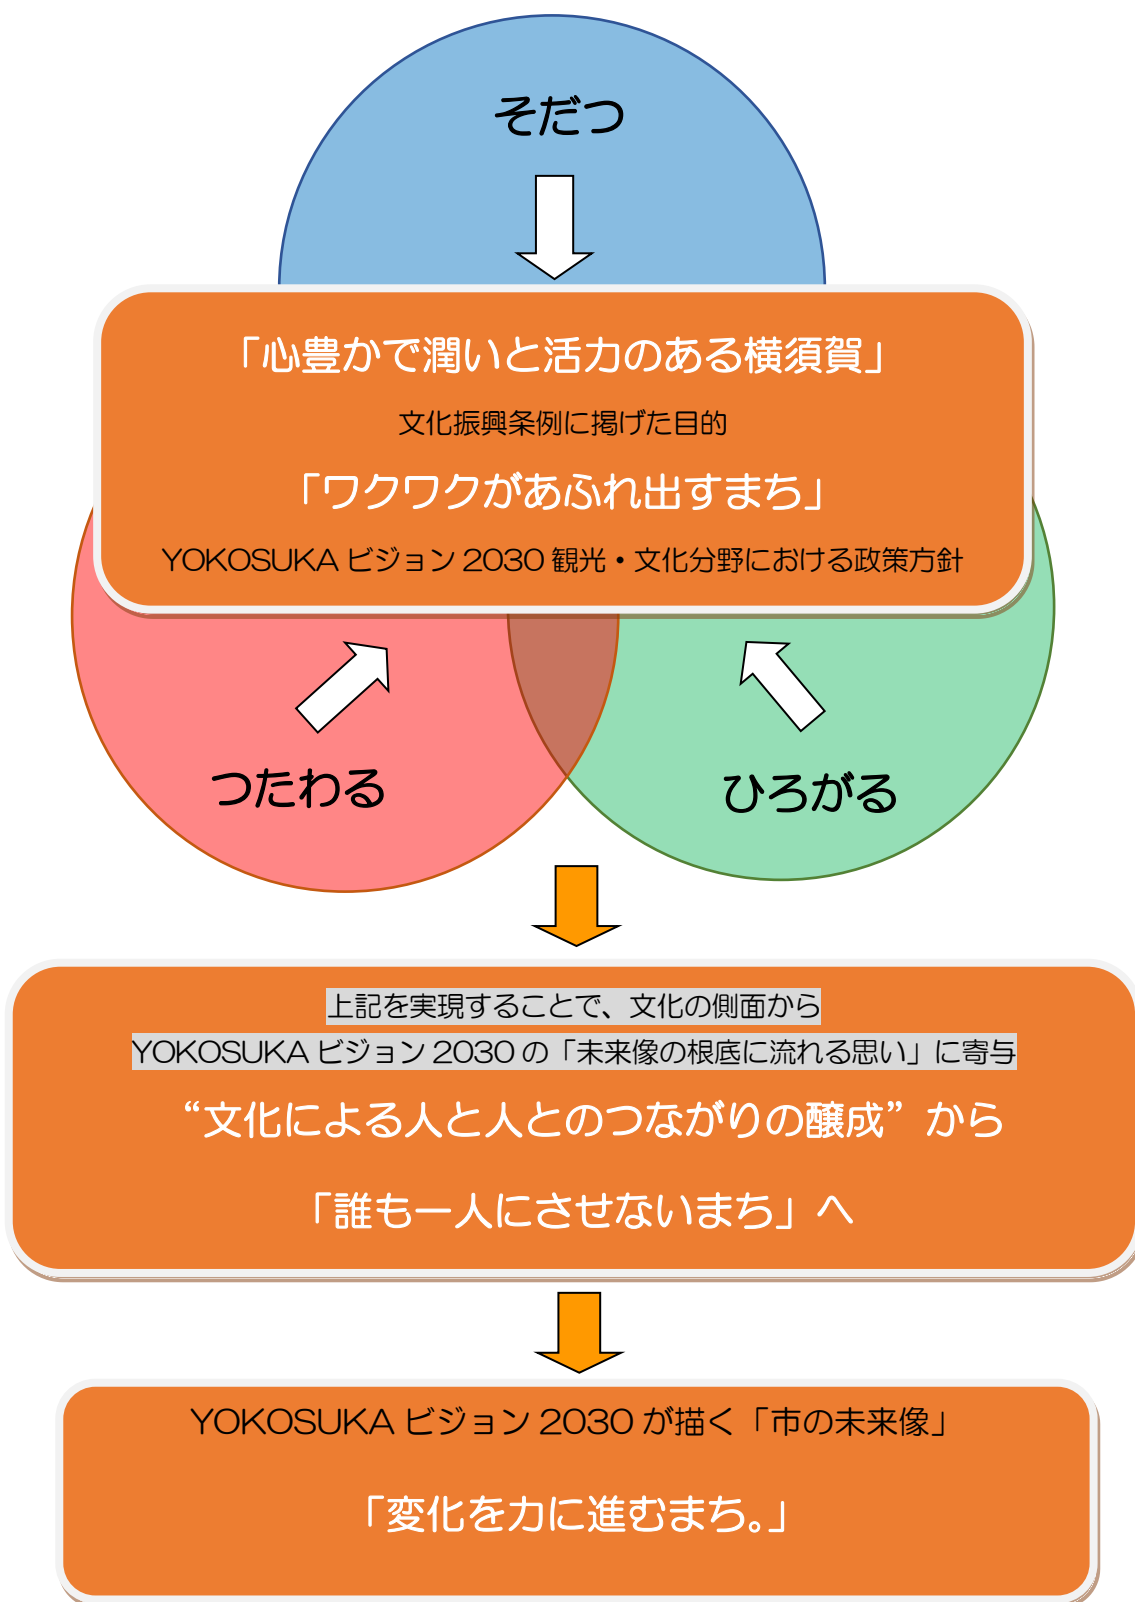 そだつ
「心豊かで潤いと活力のある横須賀」
文化振興条例に掲げた目的
「ワクワクがあふれ出すまち」
YOKOSUKA ビジョン 2030 観光・文化分野における政策方針
つたわる
ひろがる
上記を実現することで、文化の側面から
YOKOSUKA ビジョン 2030 の「未来像の根底に流れる思い」に寄与
“文化による人と人とのつながりの醸成”から
「誰も一人にさせないまち」へ
YOKOSUKA ビジョン 2030 が描く「市の未来像」
「変化を力に進むまち。」